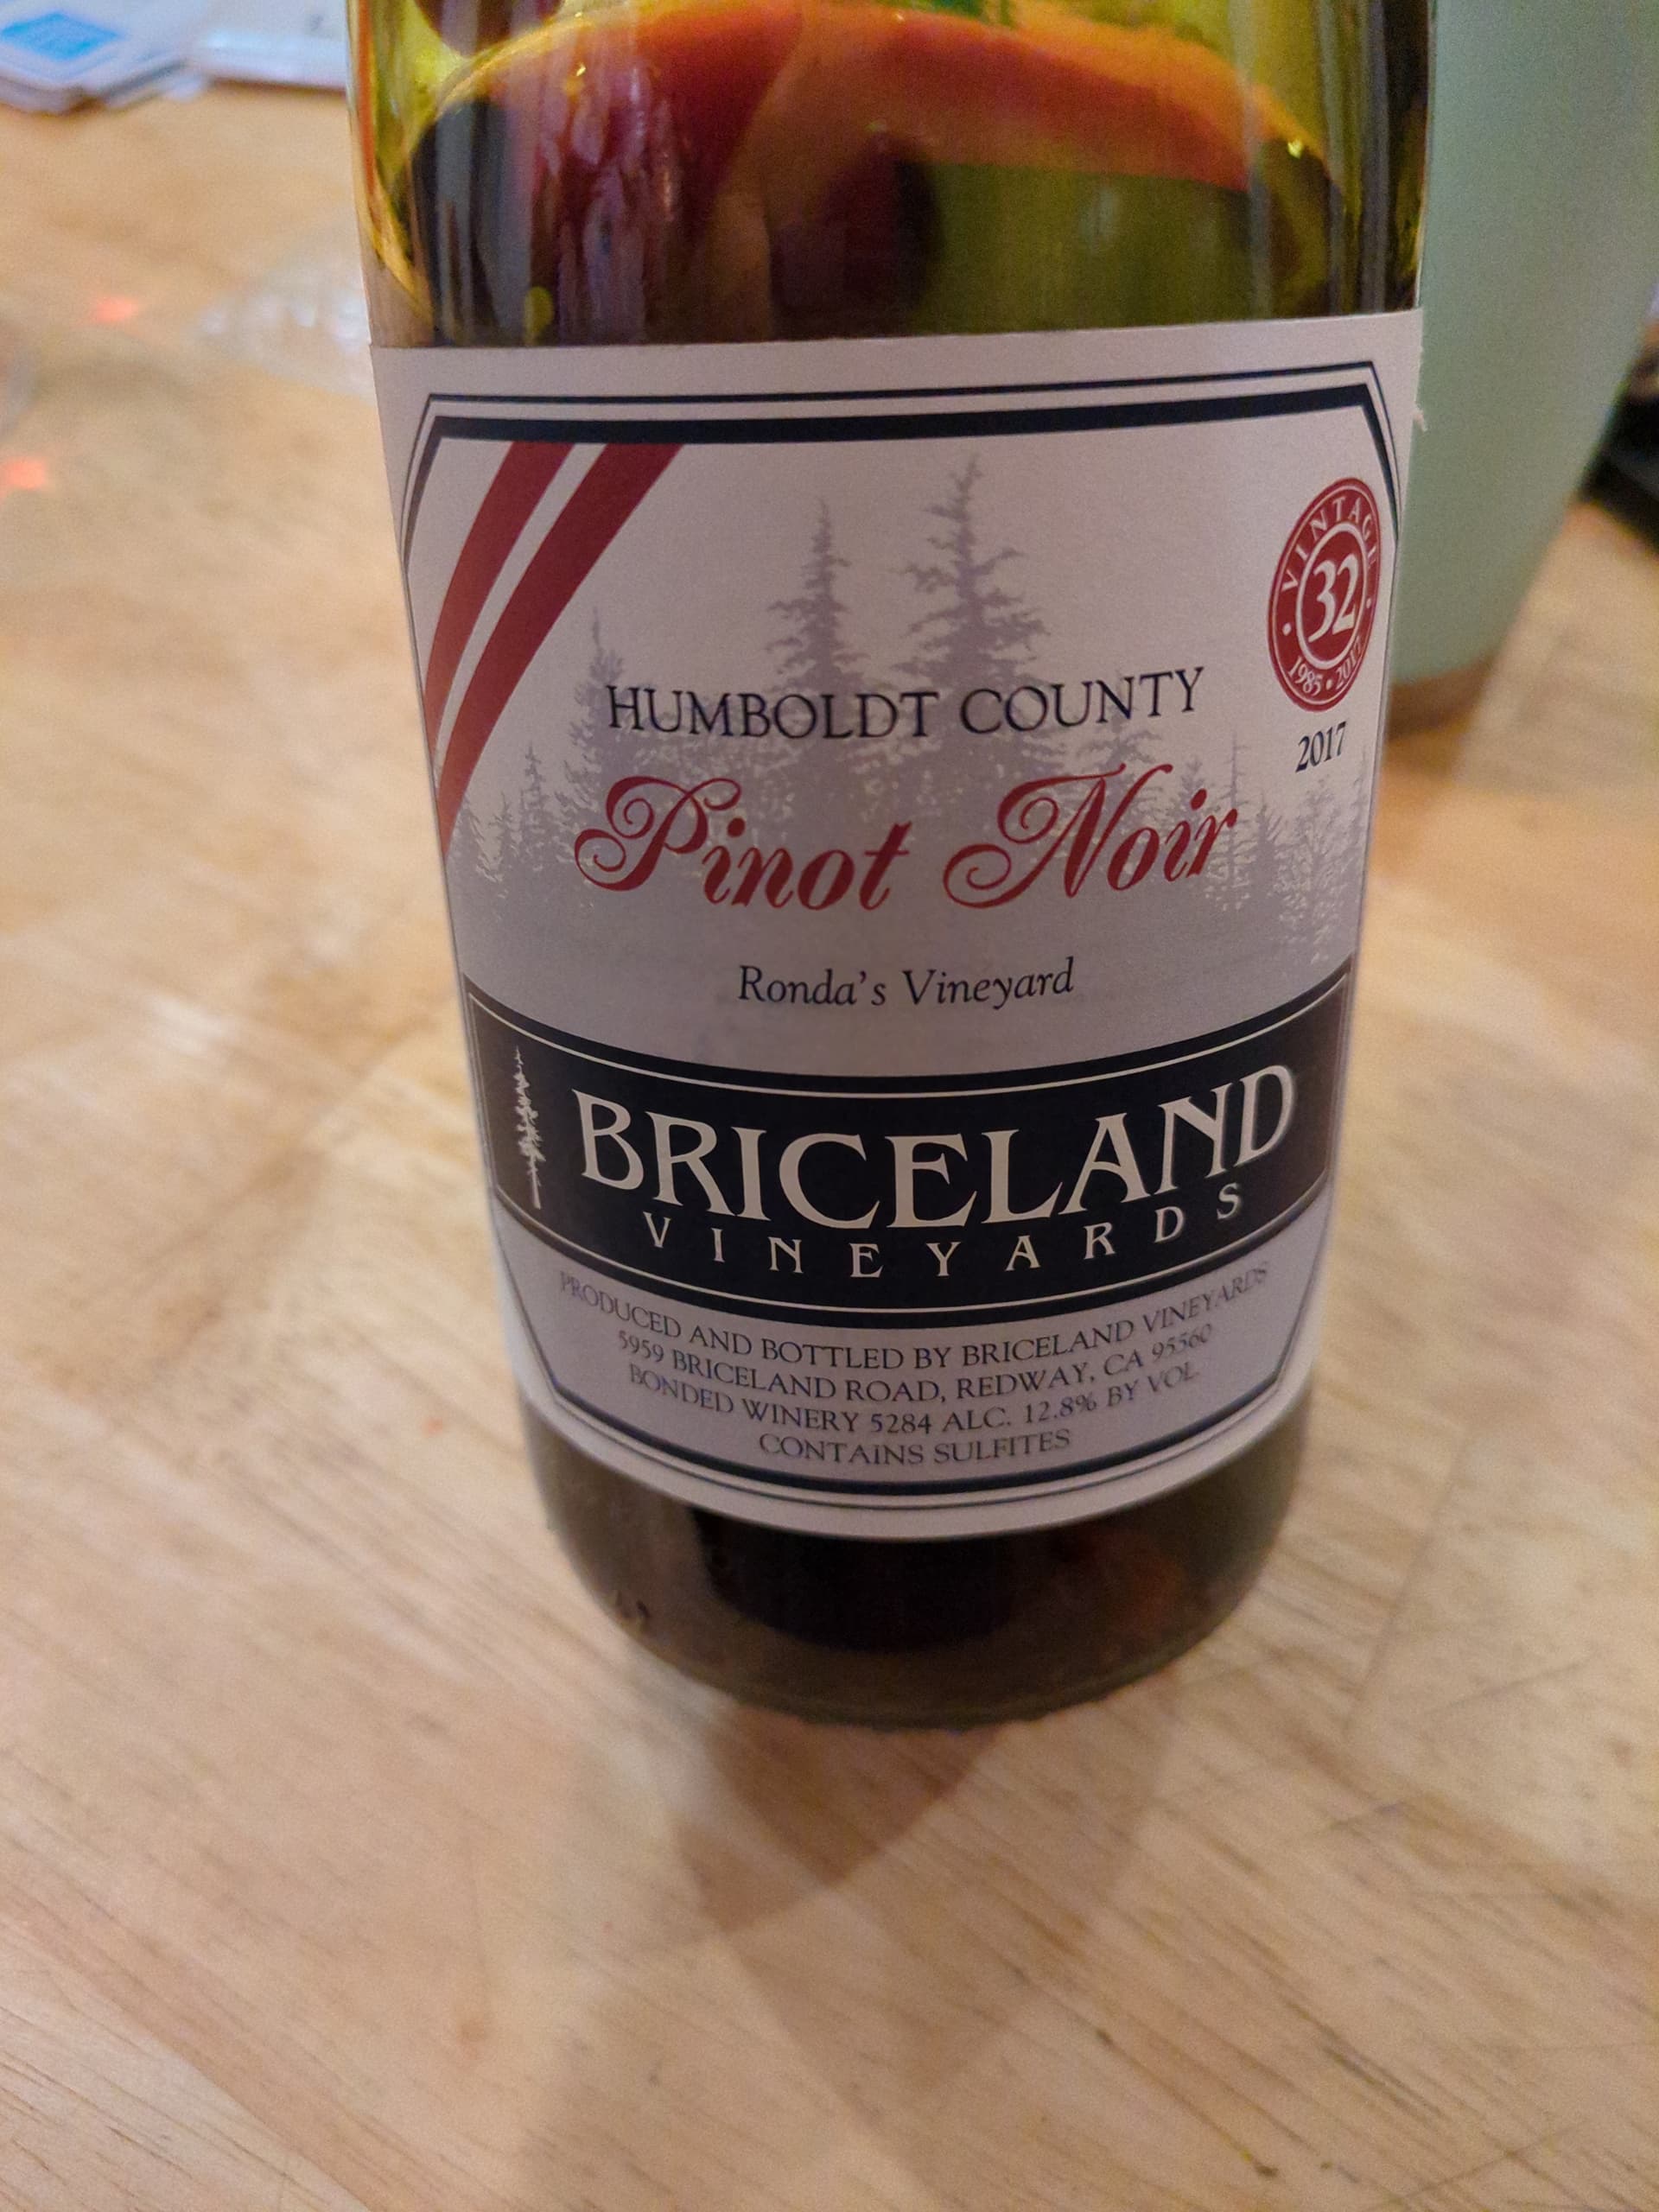 VINTAGE
32
1985 • 2017
2017
HUMBOLDT COUNTY
Pinot Noir
Ronda's Vineyard
BRICELAND
VINEYARDS
PRODUCED AND BOTTLED BY BRICELAND VINEYARDS
5959 BRICELAND ROAD, REDWAY, CA 95560
BONDED WINERY 5284 ALC. 12.8% BY VOL.
CONTAINS SULFITES